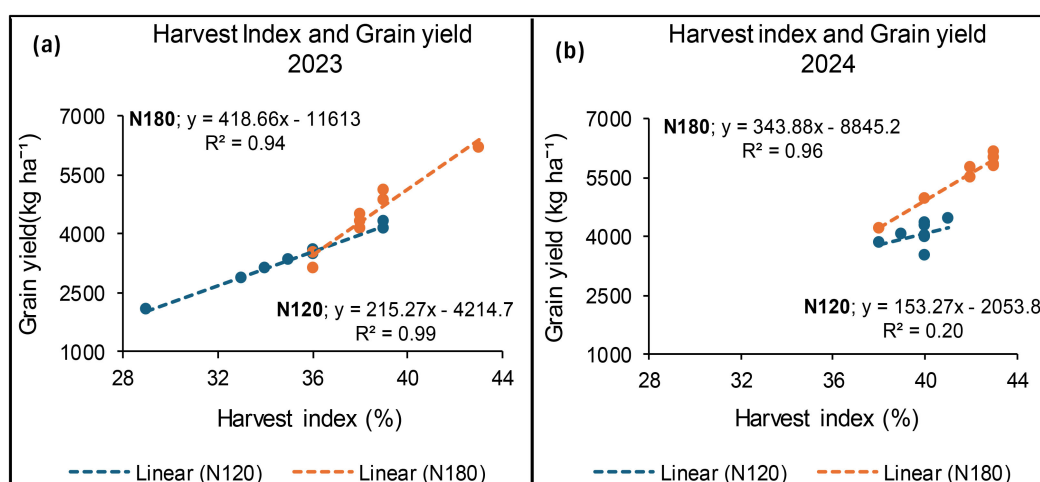 (a)
Harvest Index and Grain yield
2023
N180; y = 418.66x - 11613
R² = 0.94
N120; y = 215.27x - 4214.7
R² = 0.99
Grain yield(kg ha⁻¹)
7000
5500
4000
2500
1000
28 32 36 40 44
Harvest index (%)
Linear (N120) Linear (N180)
(b)
Harvest index and Grain yield
2024
N180; y = 343.88x - 8845.2
R² = 0.96
N120; y = 153.27x - 2053.8
R² = 0.20
Grain yield (kg ha⁻¹)
7000
5500
4000
2500
1000
28 32 36 40 44
Harvest index (%)
Linear (N120) Linear (N180)